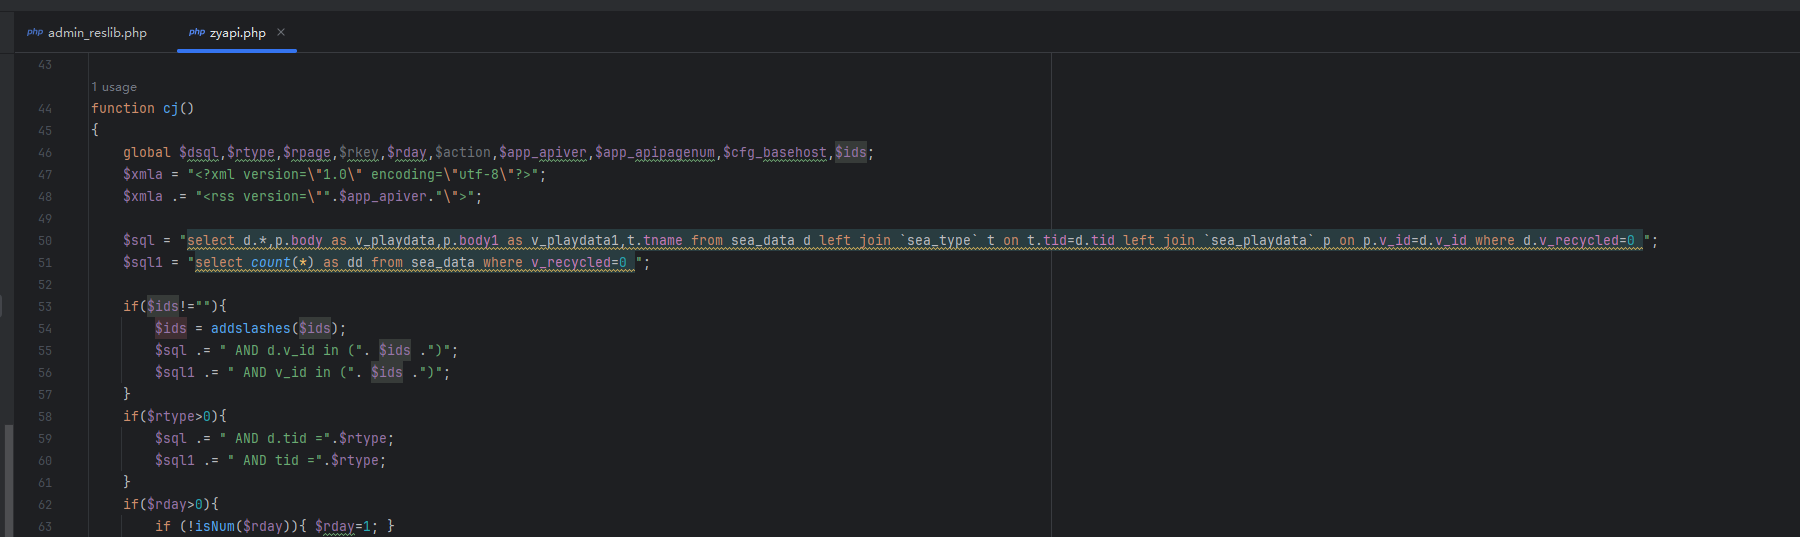 php admin_reslib.php php zyapi.php ×
43
1 usage
44 function cj()
45 {
46 global $dsql,$rtype,$rpage,$rkey,$rday,$action,$app_apiver,$app_apipagenum,$cfg_basehost,$ids;
47 $xmla = "<?xml version=\"1.0\" encoding=\"utf-8\"?>";
48 $xmla .= "<rss version=\"".$app_apiver."\">";
49
50 $sql = "select d.*,p.body as v_playdata,p.body1 as v_playdata1,t.tname from sea_data d left join `sea_type` t on t.tid=d.tid left join `sea_playdata` p on p.v_id=d.v_id where d.v_recycled=0 ";
51 $sql1 = "select count(*) as dd from sea_data where v_recycled=0 ";
52
53 if($ids!=""){
54 $ids = addslashes($ids);
55 $sql .= " AND d.v_id in (". $ids .")";
56 $sql1 .= " AND v_id in (". $ids .")";
57 }
58 if($rtype>0){
59 $sql .= " AND d.tid =".$rtype;
60 $sql1 .= " AND tid =".$rtype;
61 }
62 if($rday>0){
63 if (!isNum($rday)){ $rday=1; }